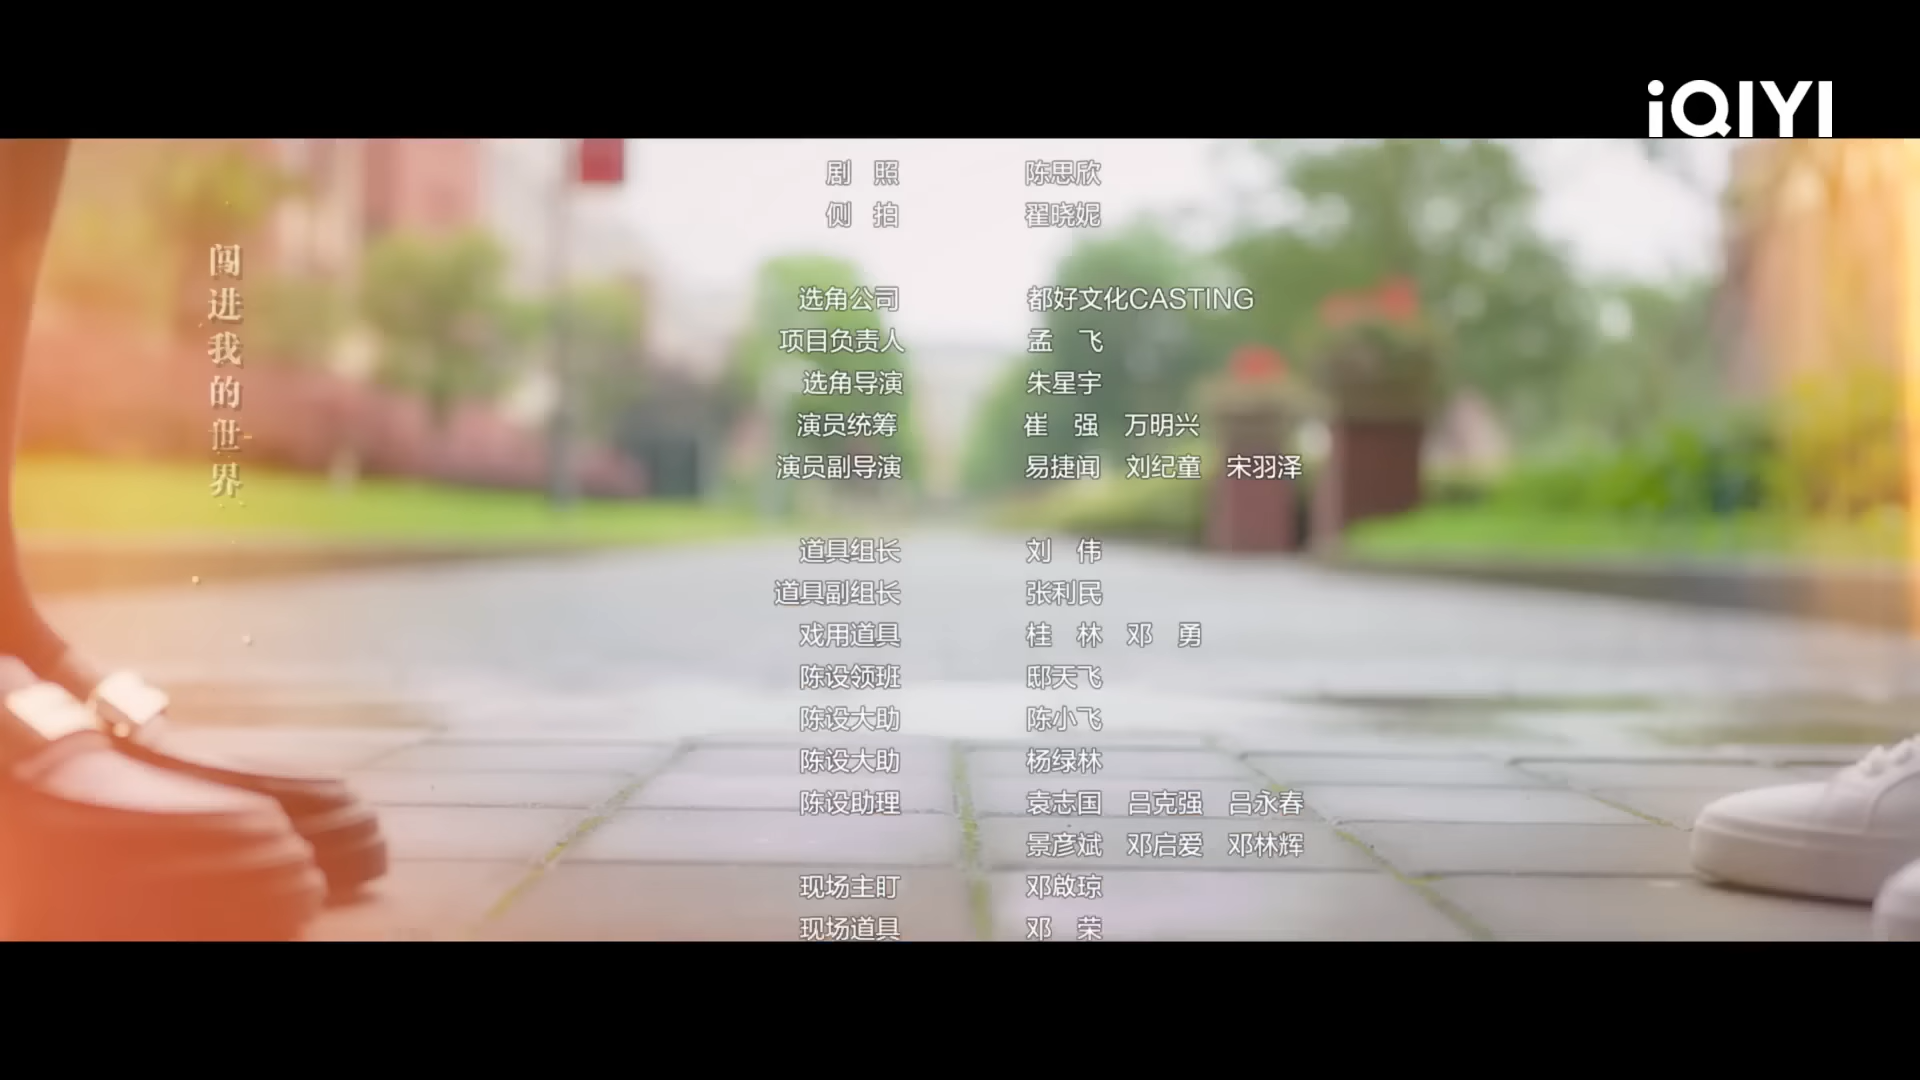 iQIYI
剧 照 陈思欣
侧 拍 翟晓妮
闯进我的世界
选角公司 都好文化CASTING
项目负责人 孟 飞
选角导演 朱星宇
演员统筹 崔 强 万明兴
演员副导演 易捷闻 刘纪童 宋羽泽
道具组长 刘 伟
道具副组长 张利民
戏用道具 桂 林 邓 勇
陈设领班 邸天飞
陈设大助 陈小飞
陈设大助 杨绿林
陈设助理 袁志国 吕克强 吕永春
景彦斌 邓启爱 邓林辉
现场主盯 邓啟琼
现场道具 邓 荣